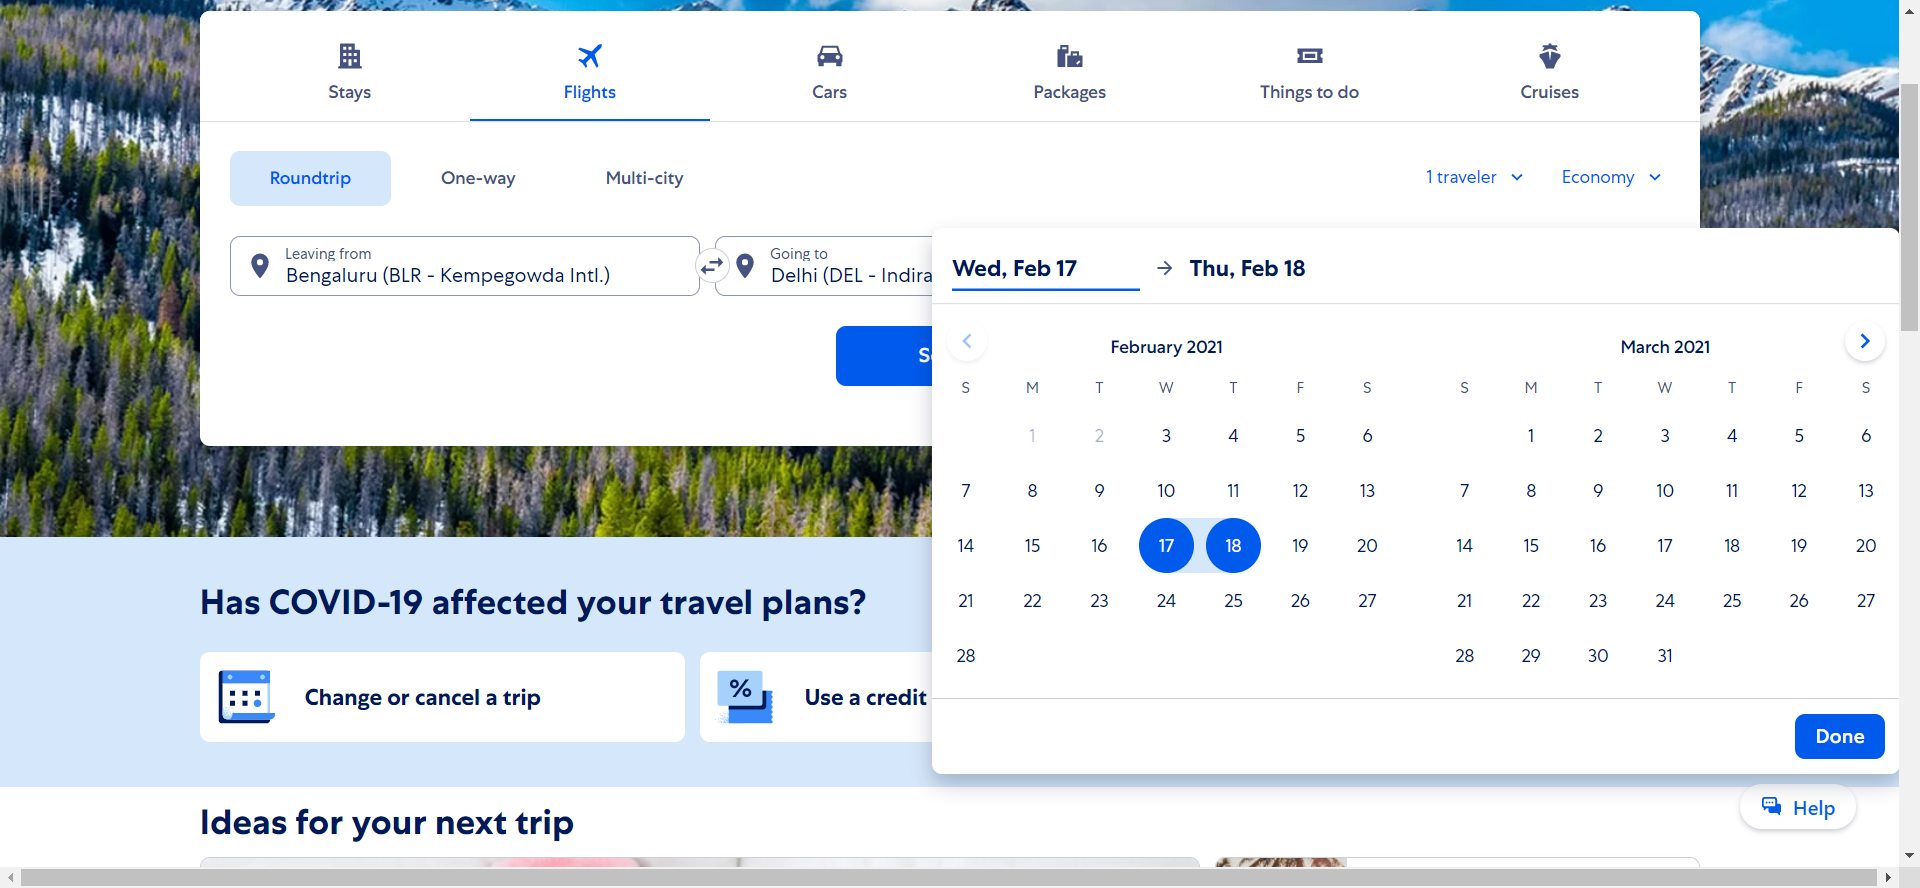 Stays
Flights
Cars
Packages
Things to do
Cruises
Roundtrip
One-way
Multi-city
1 traveler
Economy
Leaving from
Bengaluru (BLR - Kempegowda Intl.)
Going to
Delhi (DEL - Indira
Wed, Feb 17
Thu, Feb 18
February 2021
S M T W T F S
1 2 3 4 5 6
7 8 9 10 11 12 13
14 15 16 17 18 19 20
21 22 23 24 25 26 27
28
March 2021
S M T W T F S
1 2 3 4 5 6
7 8 9 10 11 12 13
14 15 16 17 18 19 20
21 22 23 24 25 26 27
28 29 30 31
Done
Has COVID-19 affected your travel plans?
Change or cancel a trip
%
Use a credit
Help
Ideas for your next trip